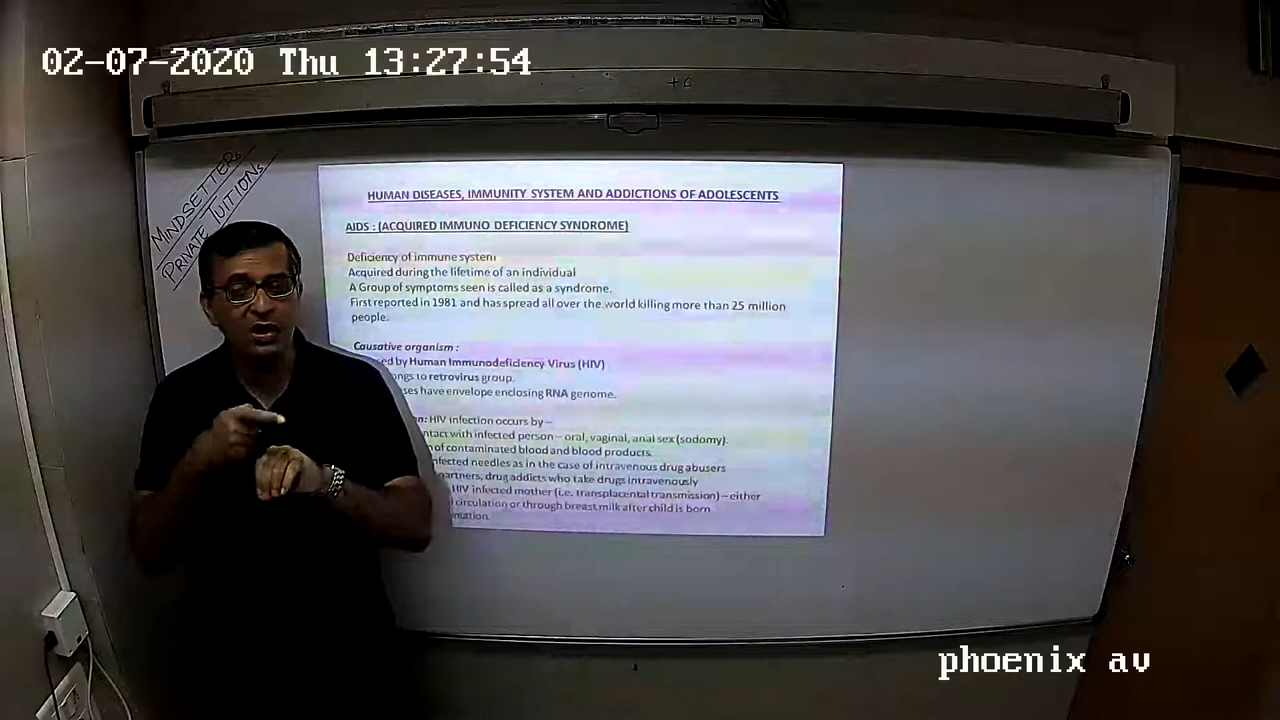 02-07-2020 Thu 13:27:54
+c
MINDSETTER
PRIVATE TUITIONS
HUMAN DISEASES, IMMUNITY SYSTEM AND ADDICTIONS OF ADOLESCENTS
AIDS : (ACQUIRED IMMUNO DEFICIENCY SYNDROME)
Deficiency of immune system
Acquired during the lifetime of an individual
A Group of symptoms seen is called as a syndrome.
First reported in 1981 and has spread all over the world killing more than 25 million
people.
Causative organism :
by Human Immunodeficiency Virus (HIV)
to retrovirus group.
have envelope enclosing RNA genome.
HIV infection occurs by –
with infected person – oral, vaginal, anal sex (sodomy).
of contaminated blood and blood products.
needles as in the case of intravenous drug abusers
partners, drug addicts who take drugs intravenously
HIV infected mother (i.e. transplacental transmission) – either
circulation or through breast milk after child is born
phoenix av